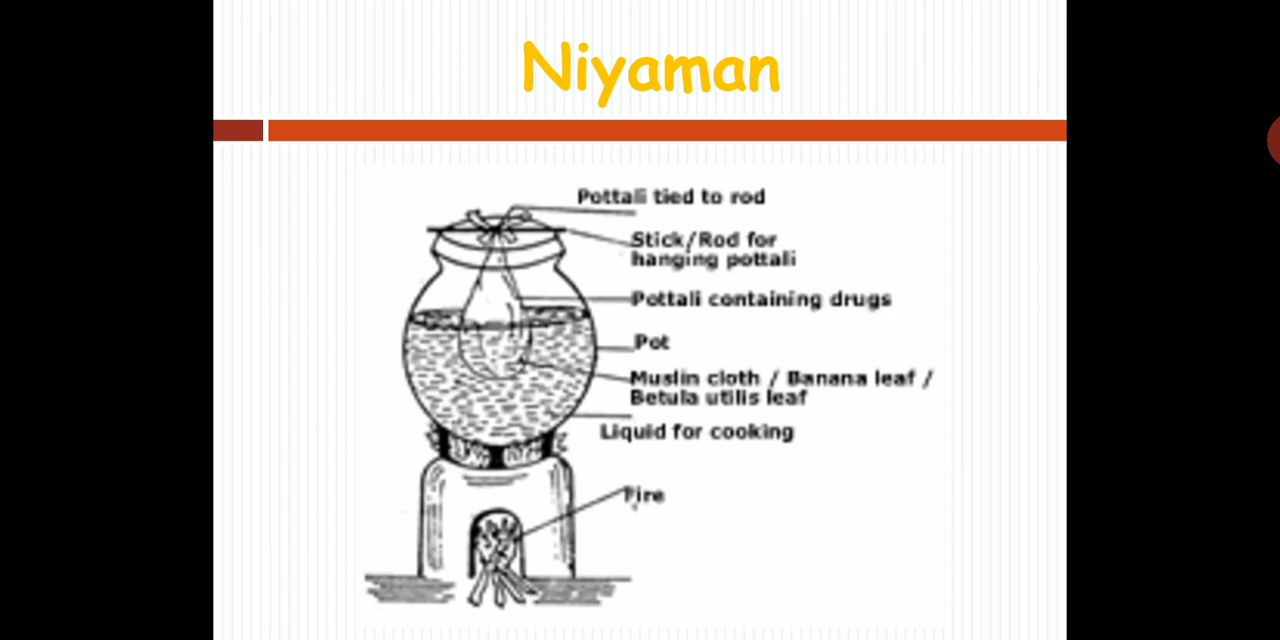 Niyaman
Pottali tied to rod
Stick/Rod for
hanging pottali
Pottali containing drugs
Pot
Muslin cloth / Banana leaf /
Betula utilis leaf
Liquid for cooking
Fire